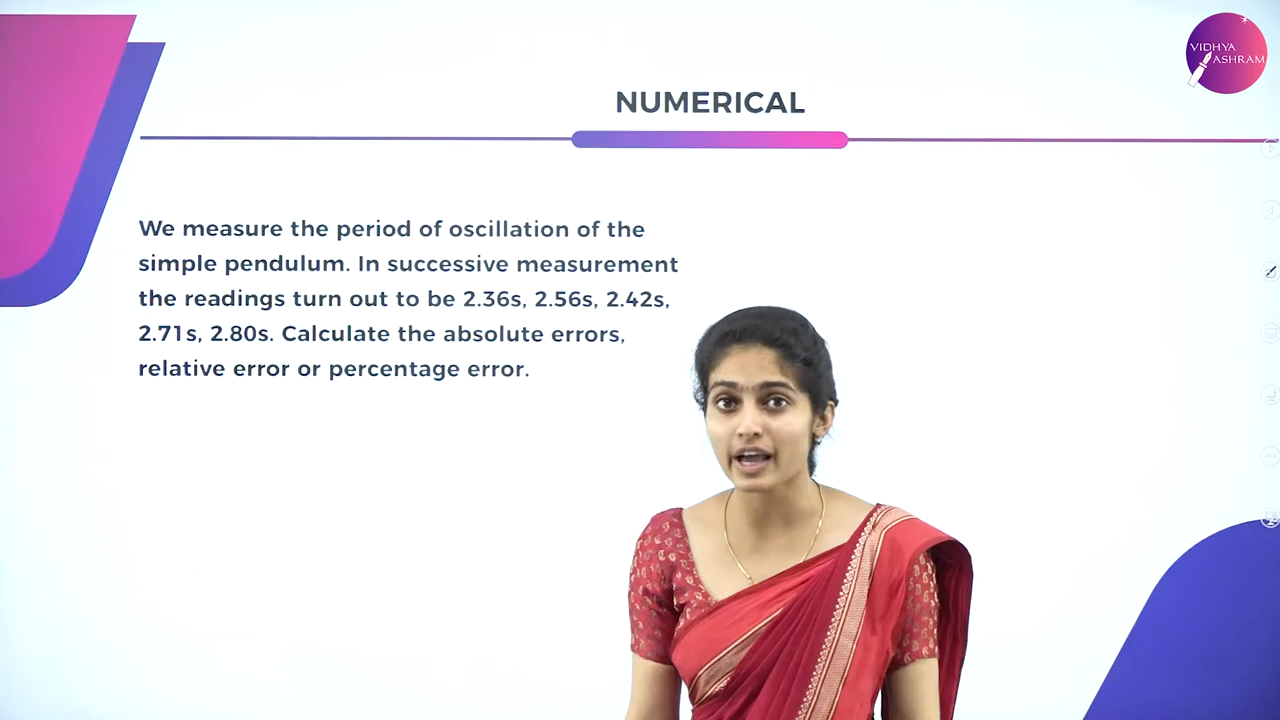 VIDHYA
ASHRAM
NUMERICAL
We measure the period of oscillation of the
simple pendulum. In successive measurement
the readings turn out to be 2.36s, 2.56s, 2.42s,
2.71s, 2.80s. Calculate the absolute errors,
relative error or percentage error.